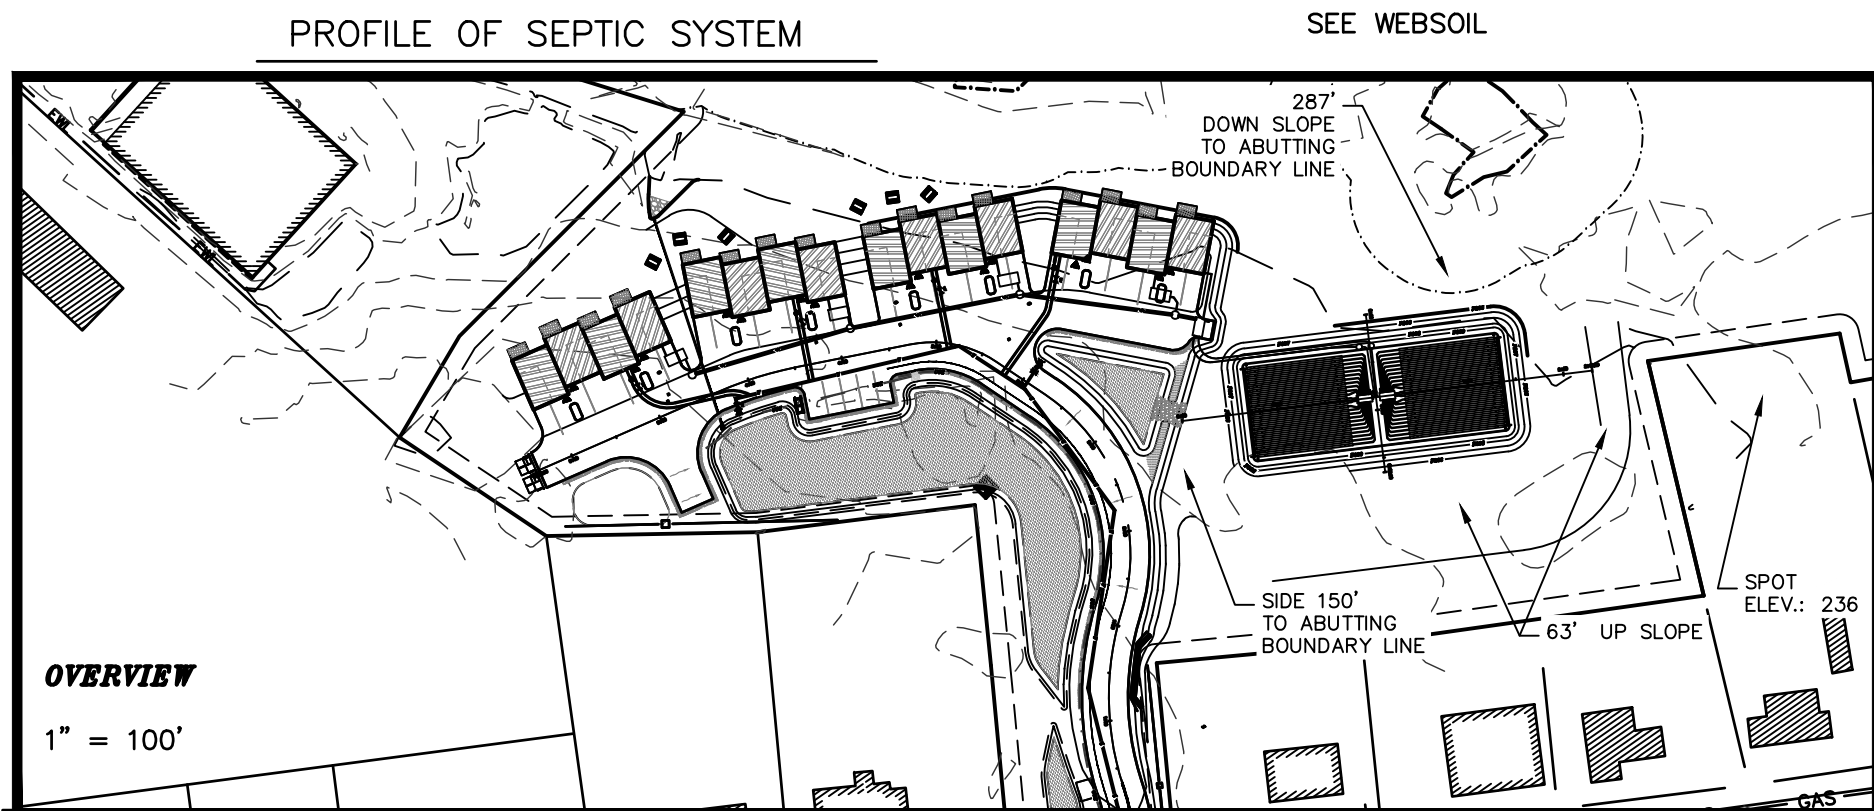 PROFILE OF SEPTIC SYSTEM
SEE WEBSOIL
287'
DOWN SLOPE
TO ABUTTING
BOUNDARY LINE
SPOT
ELEV.: 236
SIDE 150'
TO ABUTTING
BOUNDARY LINE
63' UP SLOPE
OVERVIEW
1" = 100'
GAS